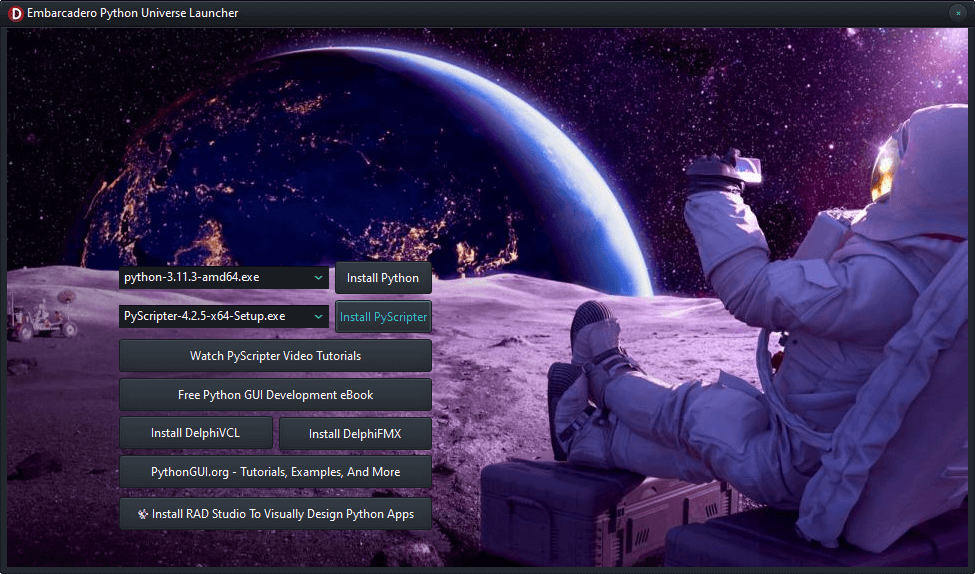 D Embarcadero Python Universe Launcher
python-3.11.3-amd64.exe Install Python
PyScripter-4.2.5-x64-Setup.exe Install PyScripter
Watch PyScripter Video Tutorials
Free Python GUI Development eBook
Install DelphiVCL Install DelphiFMX
PythonGUI.org - Tutorials, Examples, And More
Install RAD Studio To Visually Design Python Apps